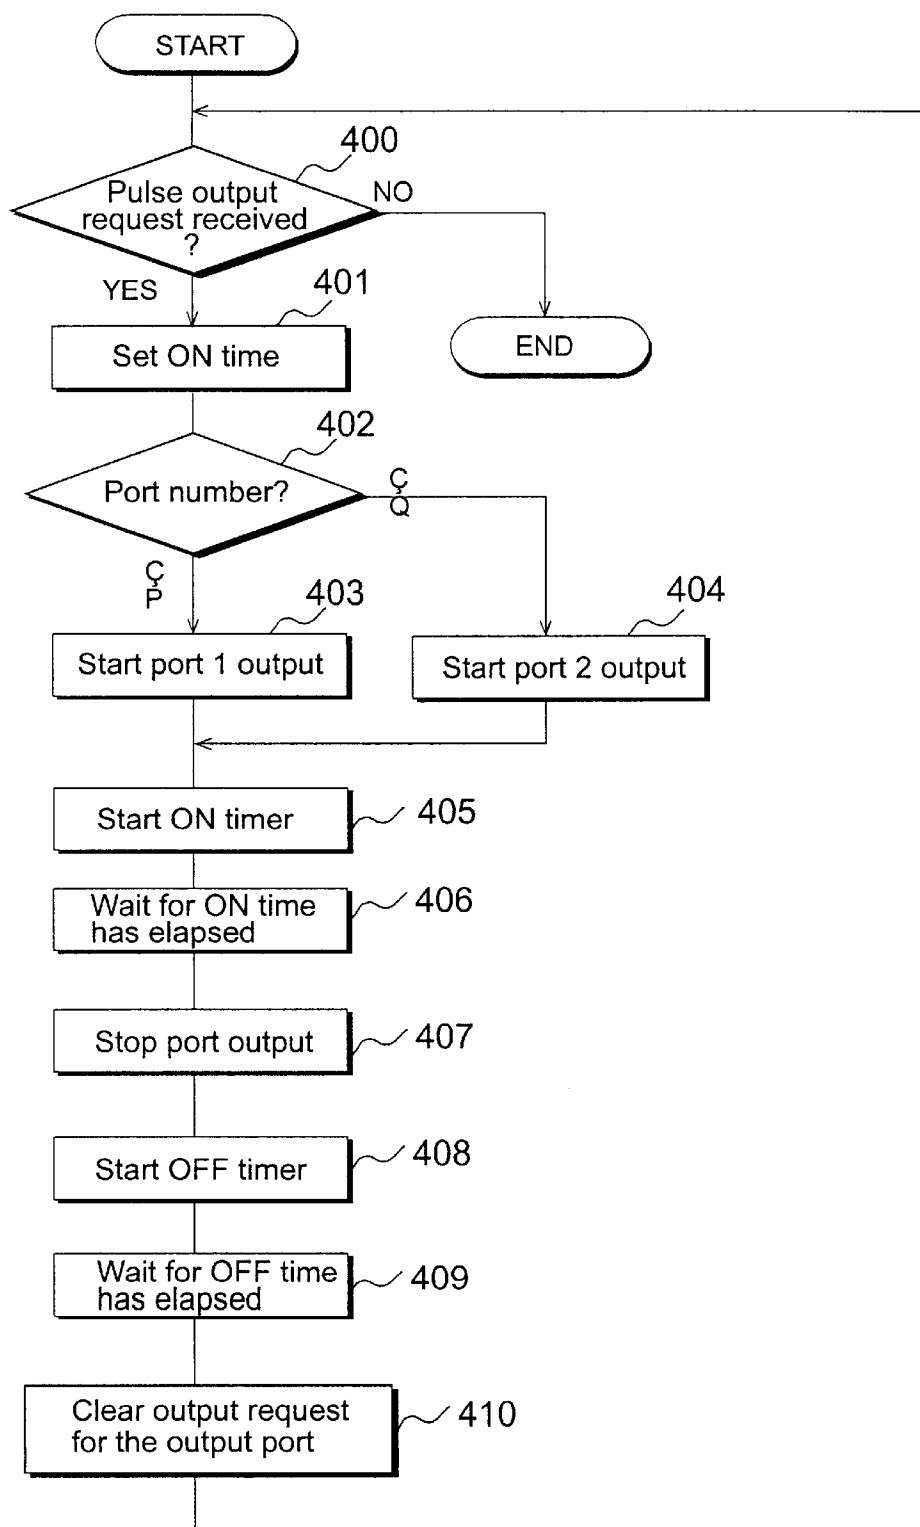 START
400
Pulse output
request received
?
NO
YES
401
Set ON time
END
402
Port number?
Ç
Q
Ç
P
403
Start port 1 output
404
Start port 2 output
Start ON timer
405
Wait for ON time
has elapsed
406
Stop port output
407
Start OFF timer
408
Wait for OFF time
has elapsed
409
Clear output request
for the output port
410